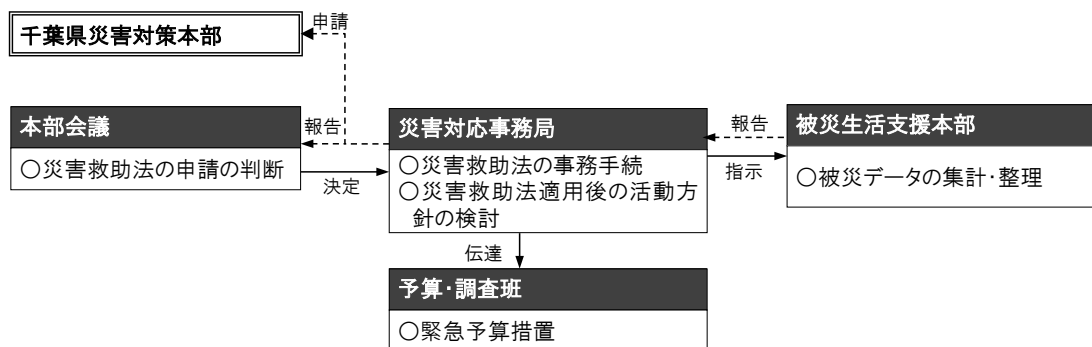 千葉県災害対策本部
申請
本部会議
○災害救助法の申請の判断
報告
決定
災害対応事務局
○災害救助法の事務手続
○災害救助法適用後の活動方
針の検討
報告
指示
被災生活支援本部
○被災データの集計・整理
伝達
予算・調査班
○緊急予算措置